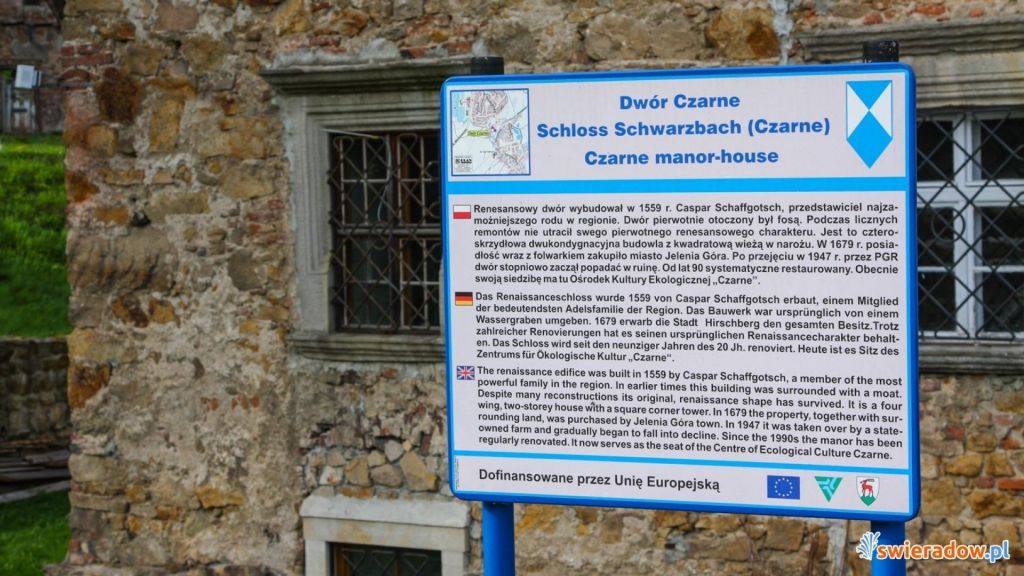 Dwór Czarne
Schloss Schwarzbach (Czarne)
Czarne manor-house
Renesansowy dwór wybudował w 1559 r. Caspar Schaffgotsch, przedstawiciel najza-
możniejszego rodu w regionie. Dwór pierwotnie otoczony był fosą. Podczas licznych
remontów nie utracił swego pierwotnego renesansowego charakteru. Jest to cztero-
skrzydłowa dwukondygnacyjna budowla z kwadratową wieżą w narożu. W 1679 r. posia-
dłość wraz z folwarkiem zakupiło miasto Jelenia Góra. Po przejęciu w 1947 r. przez PGR
dwór stopniowo zaczął popadać w ruinę. Od lat 90 systematyczne restaurowany. Obecnie
swoją siedzibę ma tu Ośrodek Kultury Ekologicznej „Czarne".
Das Renaissanceschloss wurde 1559 von Caspar Schaffgotsch erbaut, einem Mitglied
der bedeutendsten Adelsfamilie der Region. Das Bauwerk war ursprünglich von einem
Wassergraben umgeben. 1679 erwarb die Stadt Hirschberg den gesamten Besitz.Trotz
zahlreicher Renovierungen hat es seinen ursprünglichen Renaissancecharakter behalt-
en. Das Schloss wird seit den neunziger Jahren des 20 Jh. renoviert. Heute ist es Sitz des
Zentrums für Ökologische Kultur „Czarne".
The renaissance edifice was built in 1559 by Caspar Schaffgotsch, a member of the most
powerful family in the region. In earlier times this building was surrounded with a moat.
Despite many reconstructions its original, renaissance shape has survived. It is a four
wing, two-storey house with a square corner tower. In 1679 the property, together with sur-
rounding land, was purchased by Jelenia Góra town. In 1947 it was taken over by a state-
owned farm and gradually began to fall into decline. Since the 1990s the manor has been
regularly renovated. It now serves as the seat of the Centre of Ecological Culture Czarne.
Dofinansowane przez Unię Europejską
swieradow.pl